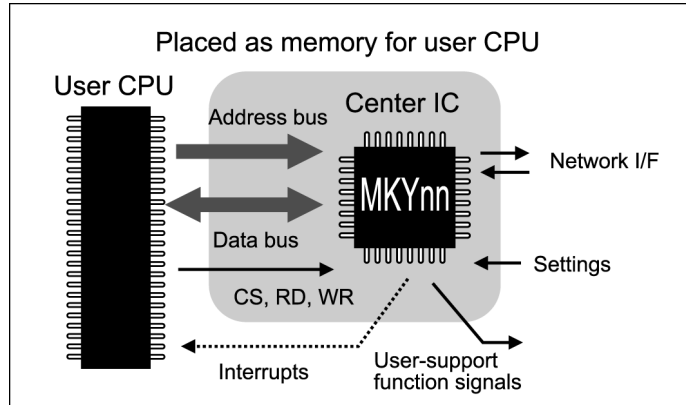 Placed as memory for user CPU
User CPU
Center IC
Address bus
MKYnn
Network I/F
Data bus
Settings
CS, RD, WR
Interrupts
User-support
function signals